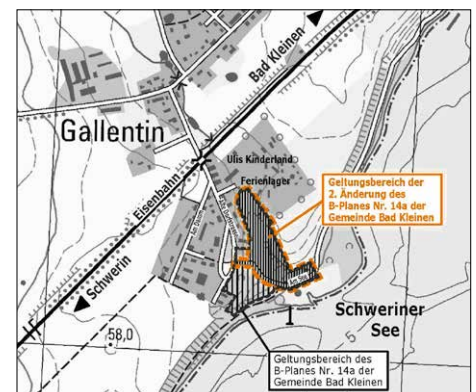 Bad Kleinen
Gallentin
Ulis Kinderland
Ferienlager
Eisenbahn
Geltungsbereich der
2. Änderung des
B-Planes Nr. 14a der
Gemeinde Bad Kleinen
Schwerin
Schweriner
See
58,0
5
Geltungsbereich des
B-Planes Nr. 14a der
Gemeinde Bad Kleinen